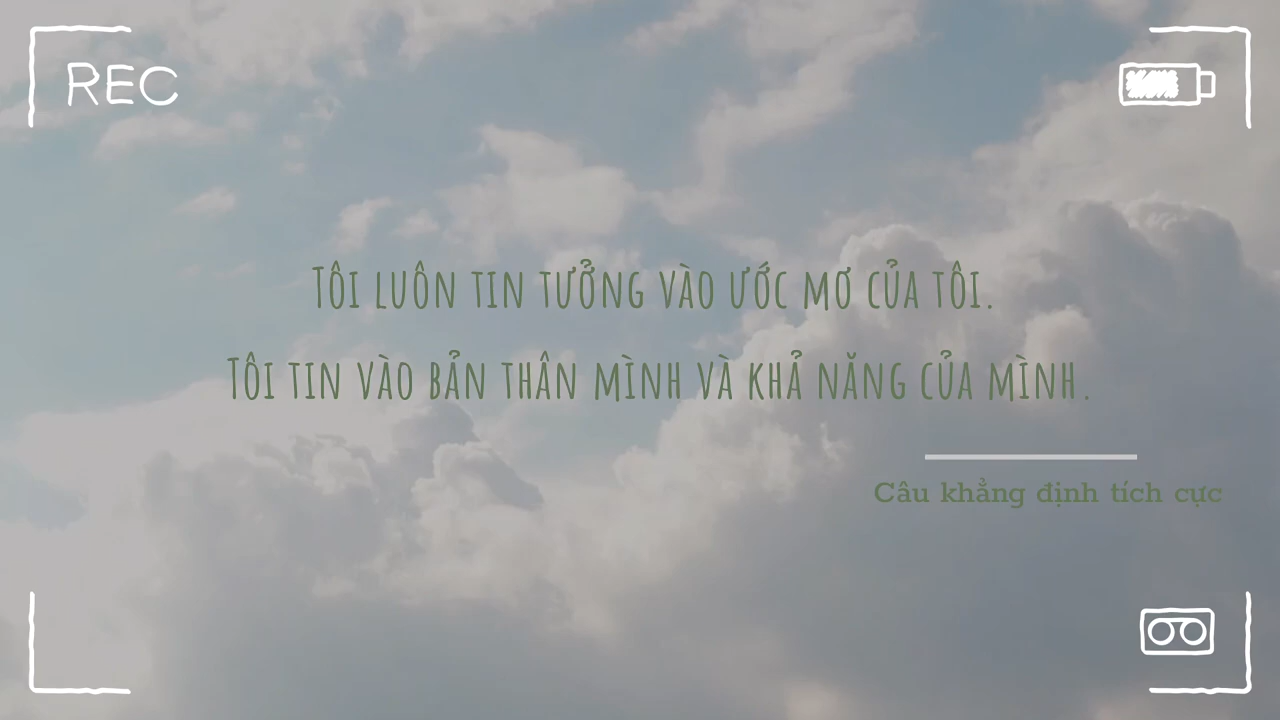 REC
Tôi luôn tin tưởng vào ước mơ của tôi.
Tôi tin vào bản thân mình và khả năng của mình.
Câu khẳng định tích cực